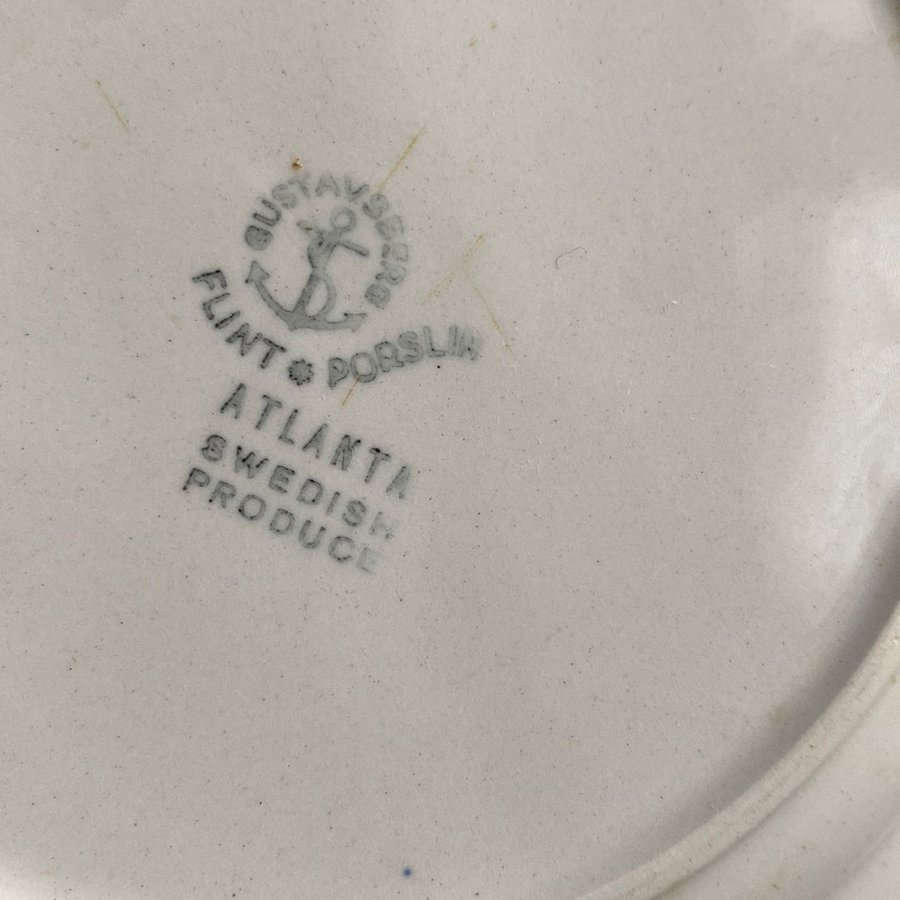 GUSTAVSBERG
FLINT * PORSLIN
ATLANTA
SWEDISH
PRODUCE